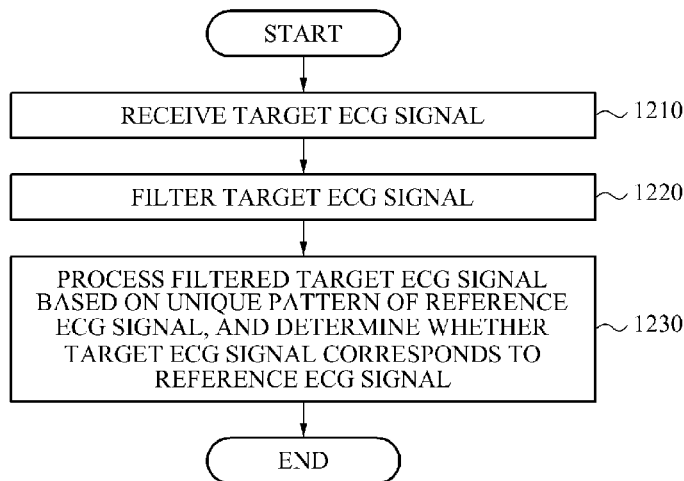 START
RECEIVE TARGET ECG SIGNAL
1210
FILTER TARGET ECG SIGNAL
1220
PROCESS FILTERED TARGET ECG SIGNAL
BASED ON UNIQUE PATTERN OF REFERENCE
ECG SIGNAL, AND DETERMINE WHETHER
TARGET ECG SIGNAL CORRESPONDS TO
REFERENCE ECG SIGNAL
1230
END